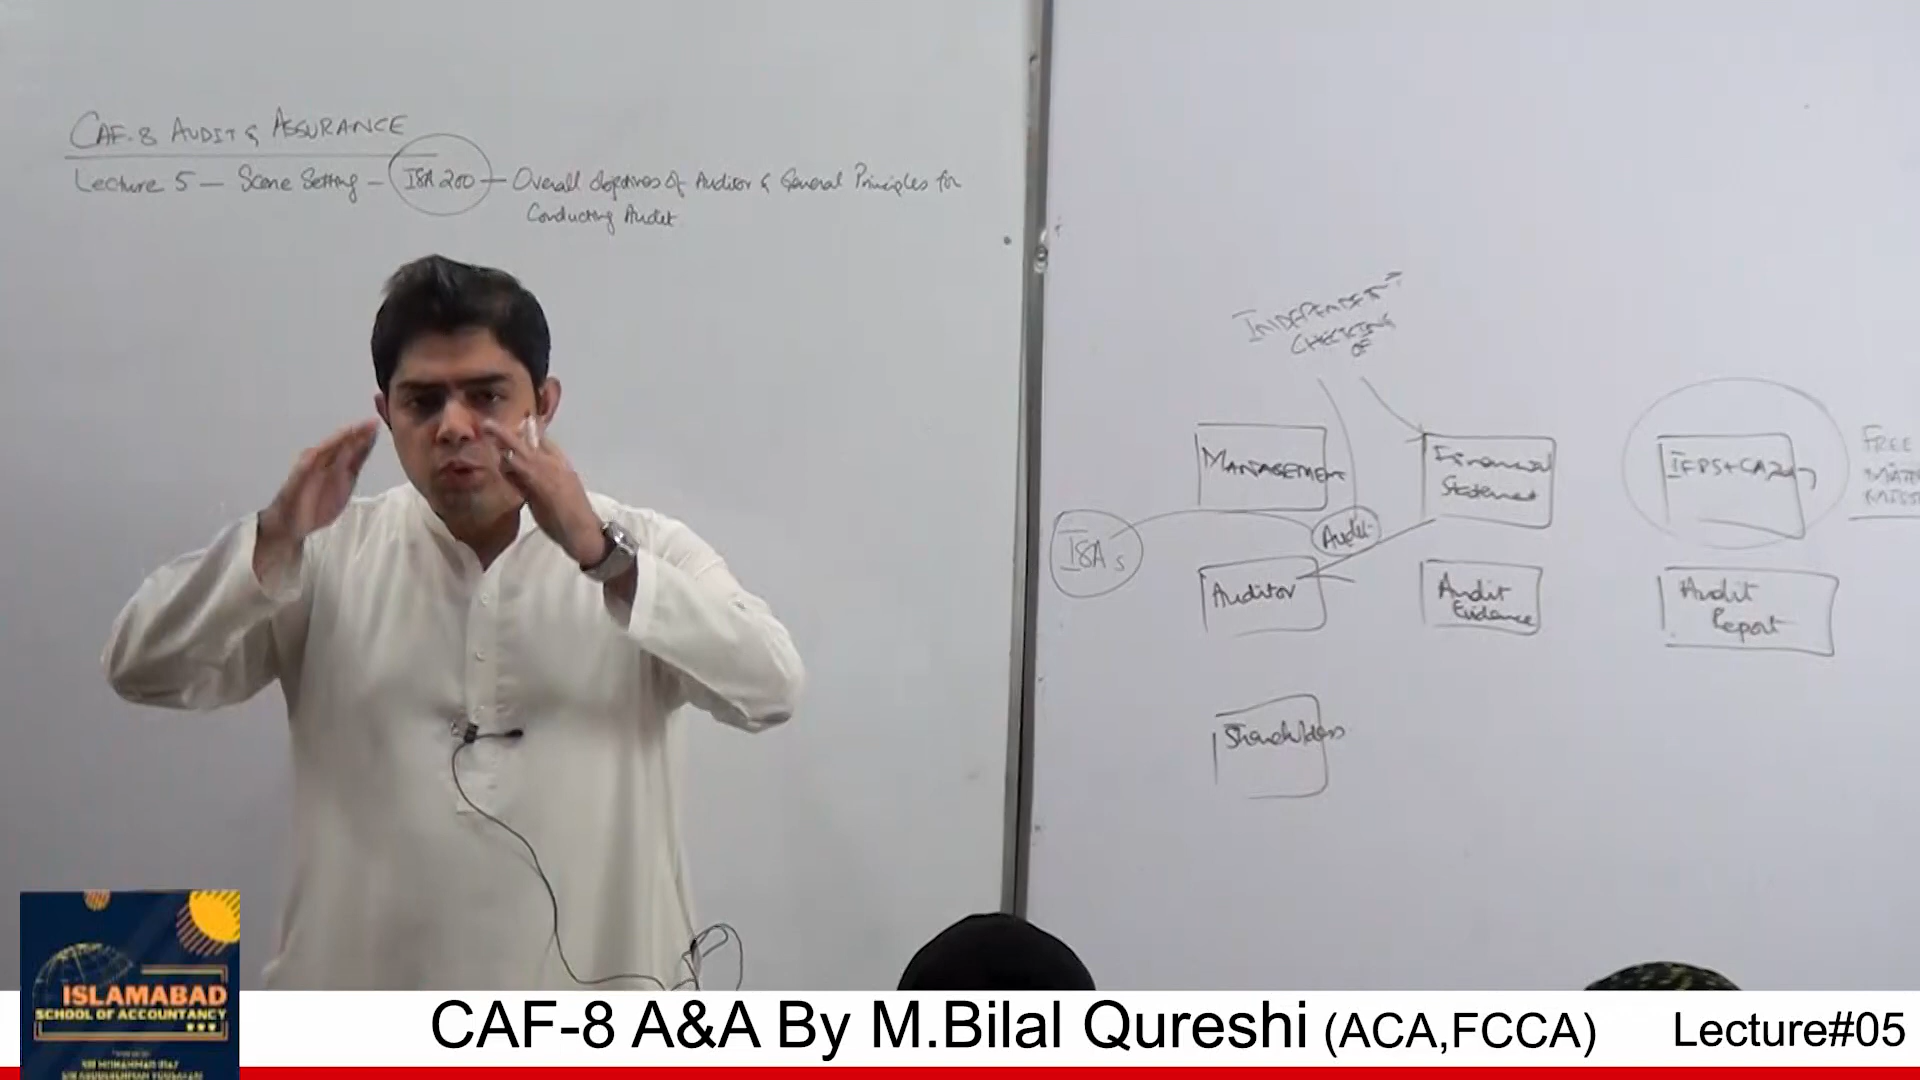 CAF-8 AUDIT & ASSURANCE
Lecture 5 – Scene Setting – ISA 200 – Overall objectives of Auditor & General Principles for
Conducting Audit
INDEPENDENT
CHECKING
OF
MANAGEMENT
Financial
Statement
FREE
ISAs
Audit
Auditor
Audit
Evidence
Audit
Report
Shareholders
ISLAMABAD
SCHOOL OF ACCOUNTANCY
CAF-8 A&A By M.Bilal Qureshi (ACA,FCCA)
Lecture#05